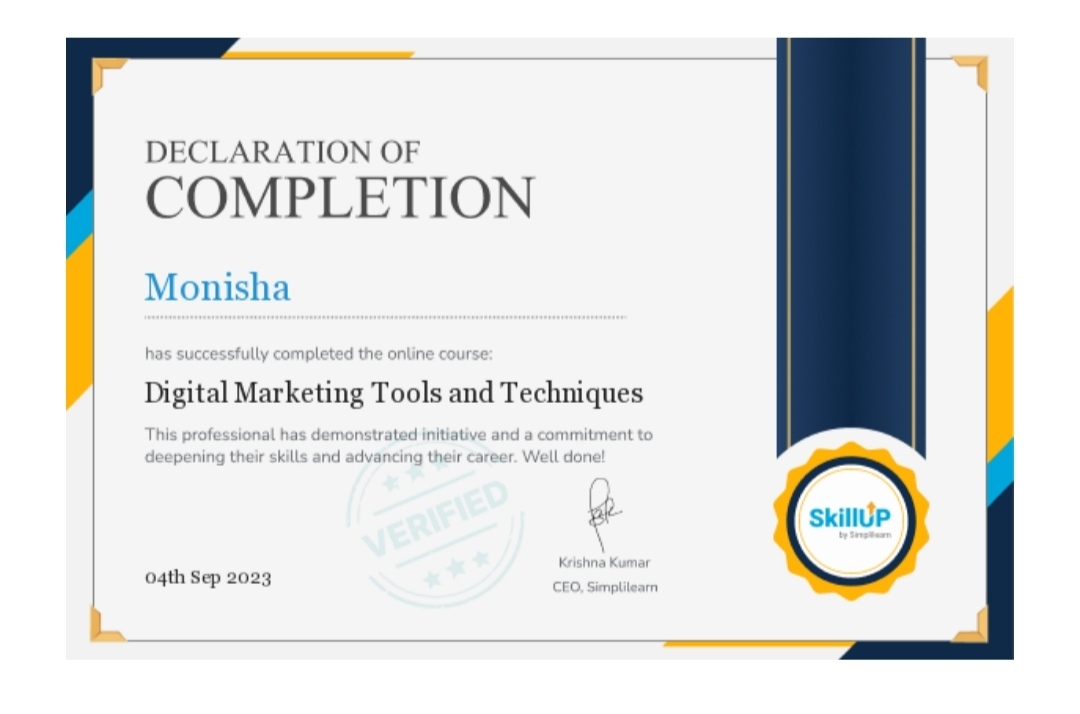 DECLARATION OF
COMPLETION
Monisha
has successfully completed the online course:
Digital Marketing Tools and Techniques
This professional has demonstrated initiative and a commitment to
deepening their skills and advancing their career. Well done!
VERIFIED
SkillUP
by Simplilearn
Krishna Kumar
CEO, Simplilearn
04th Sep 2023